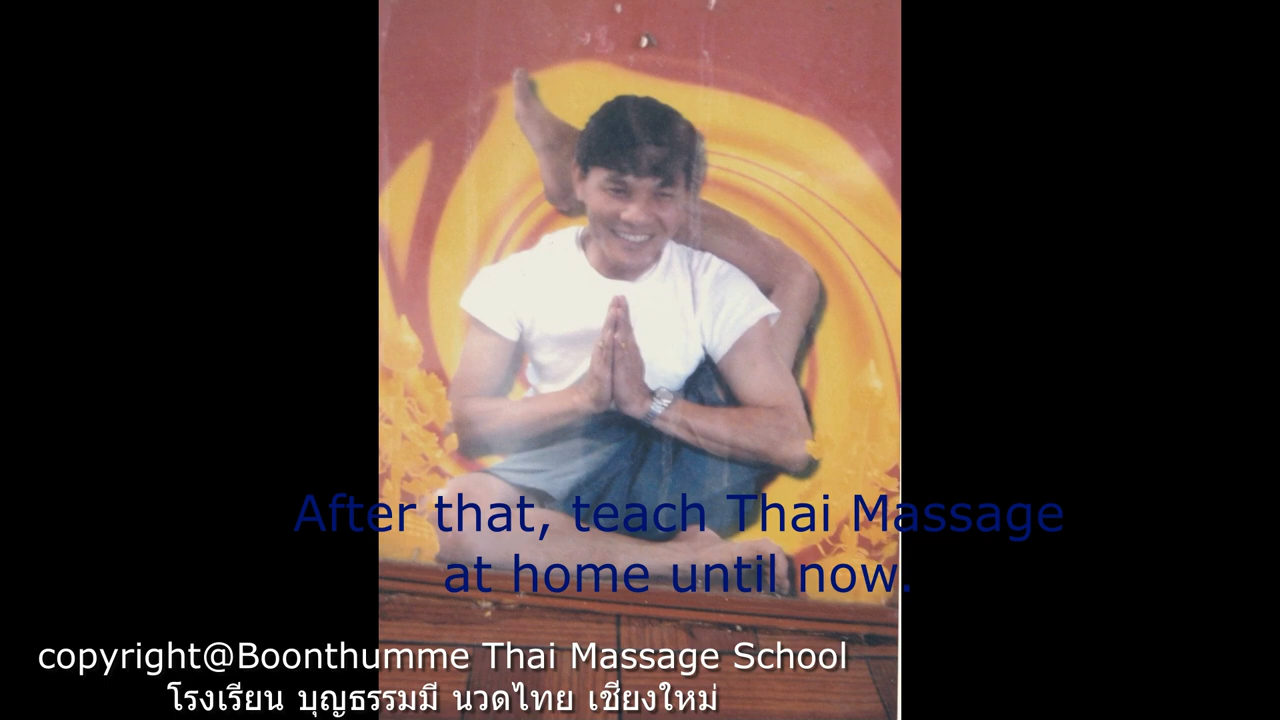 After that, teach Thai Massage
at home until now.
copyright@Boonthumme Thai Massage School
โรงเรียน บุญธรรมมี นวดไทย เชียงใหม่